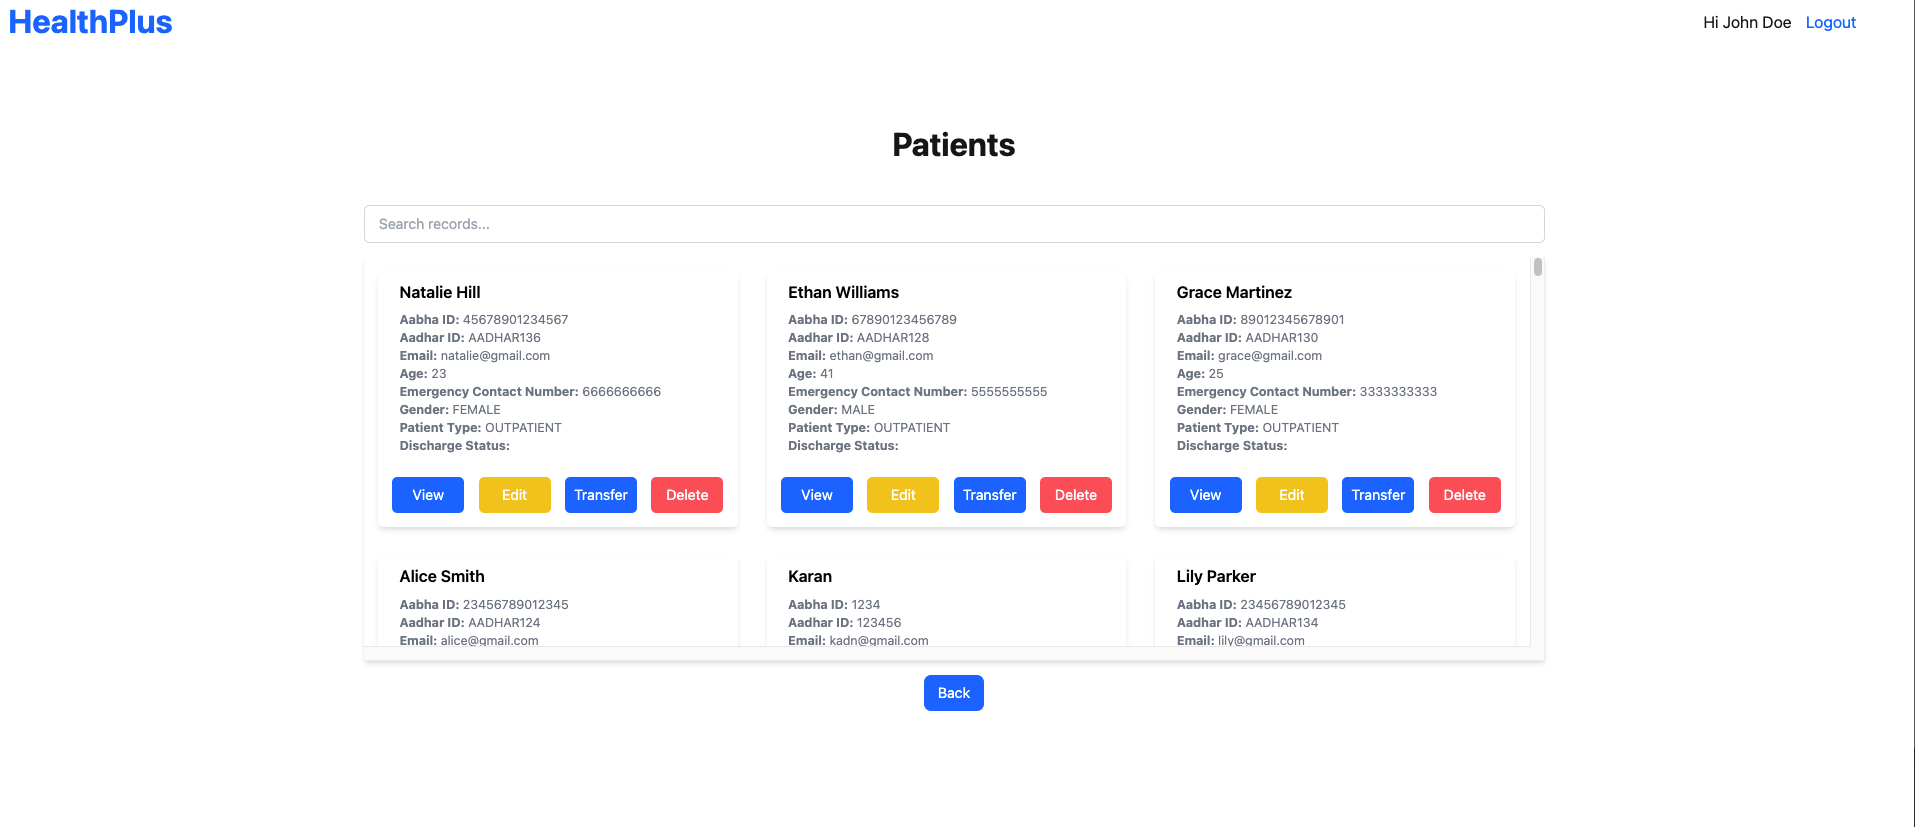 HealthPlus
Hi John Doe Logout
Patients
Search records...
Natalie Hill
Aabha ID: 45678901234567
Aadhar ID: AADHAR136
Email: natalie@gmail.com
Age: 23
Emergency Contact Number: 6666666666
Gender: FEMALE
Patient Type: OUTPATIENT
Discharge Status:
View Edit Transfer Delete
Ethan Williams
Aabha ID: 67890123456789
Aadhar ID: AADHAR128
Email: ethan@gmail.com
Age: 41
Emergency Contact Number: 5555555555
Gender: MALE
Patient Type: OUTPATIENT
Discharge Status:
View Edit Transfer Delete
Grace Martinez
Aabha ID: 89012345678901
Aadhar ID: AADHAR130
Email: grace@gmail.com
Age: 25
Emergency Contact Number: 3333333333
Gender: FEMALE
Patient Type: OUTPATIENT
Discharge Status:
View Edit Transfer Delete
Alice Smith
Aabha ID: 23456789012345
Aadhar ID: AADHAR124
Email: alice@gmail.com
Karan
Aabha ID: 1234
Aadhar ID: 123456
Email: kadn@gmail.com
Lily Parker
Aabha ID: 23456789012345
Aadhar ID: AADHAR134
Email: lily@gmail.com
Back